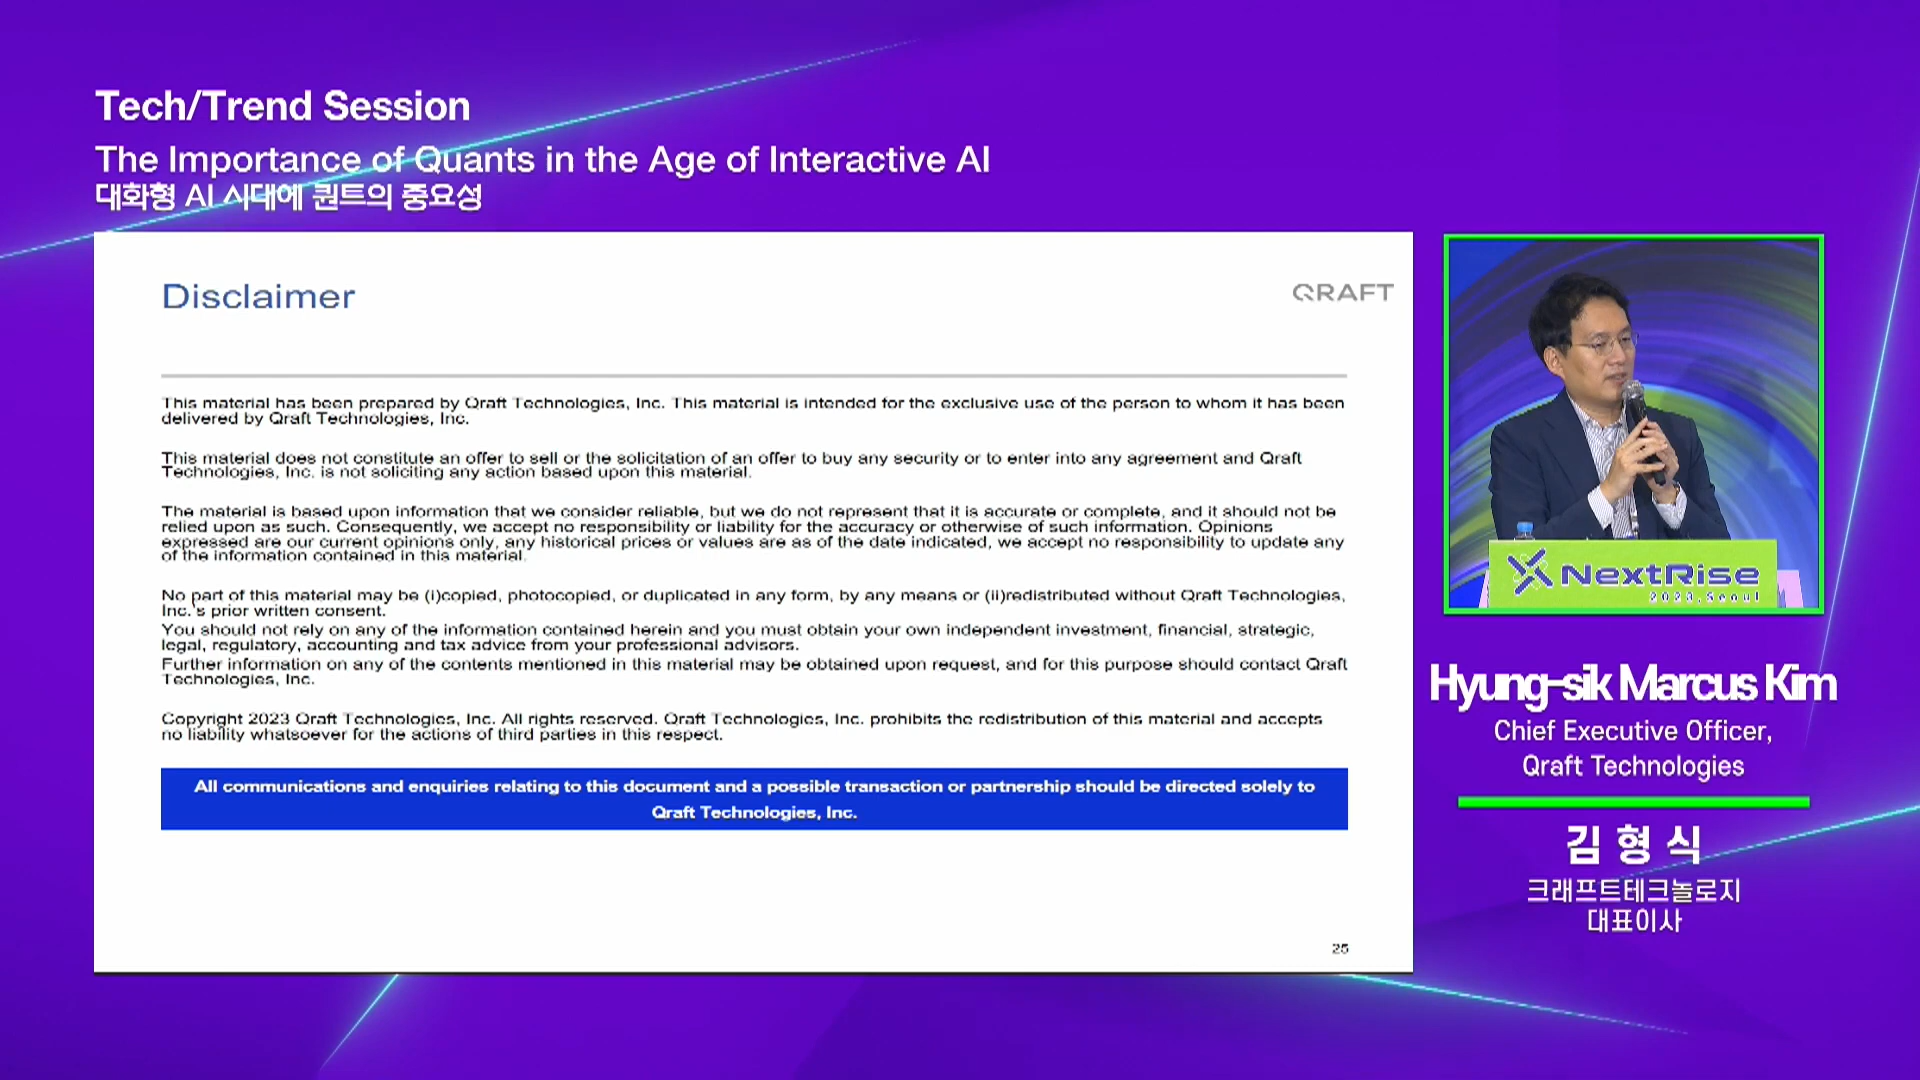 Tech/Trend Session
The Importance of Quants in the Age of Interactive AI
대화형 AI 시대에 퀀트의 중요성
Disclaimer
QRAFT
This material has been prepared by Qraft Technologies, Inc. This material is intended for the exclusive use of the person to whom it has been
delivered by Qraft Technologies, Inc.
This material does not constitute an offer to sell or the solicitation of an offer to buy any security or to enter into any agreement and Qraft
Technologies, Inc. is not soliciting any action based upon this material.
The material is based upon information that we consider reliable, but we do not represent that it is accurate or complete, and it should not be
relied upon as such. Consequently, we accept no responsibility or liability for the accuracy or otherwise of such information. Opinions
expressed are our current opinions only, any historical prices or values are as of the date indicated, we accept no responsibility to update any
of the information contained in this material.
No part of this material may be (i)copied, photocopied, or duplicated in any form, by any means or (ii)redistributed without Qraft Technologies,
Inc.'s prior written consent.
You should not rely on any of the information contained herein and you must obtain your own independent investment, financial, strategic,
legal, regulatory, accounting and tax advice from your professional advisors.
Further information on any of the contents mentioned in this material may be obtained upon request, and for this purpose should contact Qraft
Technologies, Inc.
Copyright 2023 Qraft Technologies, Inc. All rights reserved. Qraft Technologies, Inc. prohibits the redistribution of this material and accepts
no liability whatsoever for the actions of third parties in this respect.
All communications and enquiries relating to this document and a possible transaction or partnership should be directed solely to
Qraft Technologies, Inc.
25
NextRise
2023, Seoul
Hyung-sik Marcus Kim
Chief Executive Officer,
Qraft Technologies
김 형 식
크래프트테크놀로지
대표이사